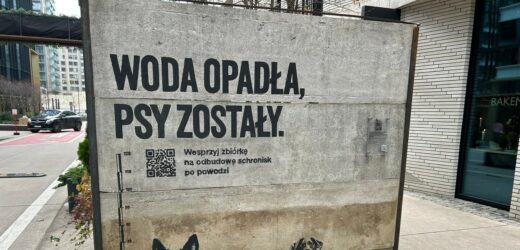 WODA OPADŁA,
PSY ZOSTAŁY.
Wesprzyj zbiórkę
na odbudowę schronisk
po powodzi